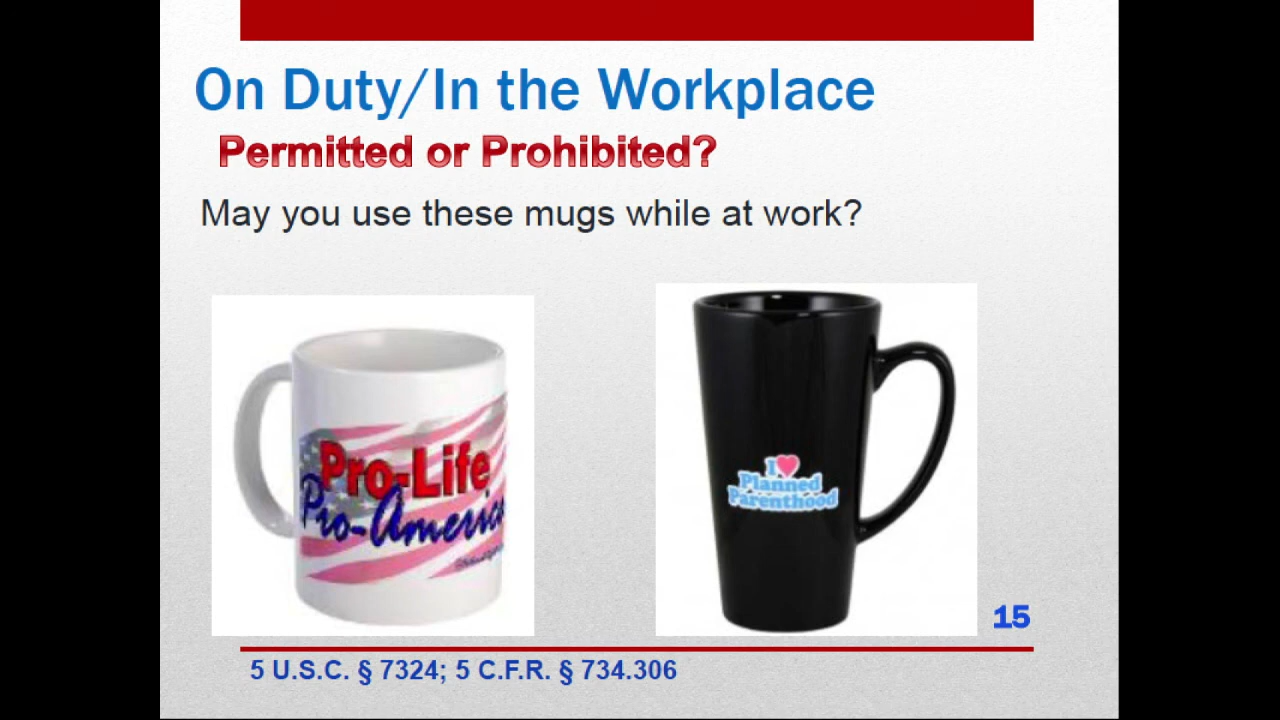 On Duty/In the Workplace
Permitted or Prohibited?
May you use these mugs while at work?
Pro-Life
Pro-America
I
Planned
Parenthood
15
5 U.S.C. § 7324; 5 C.F.R. § 734.306